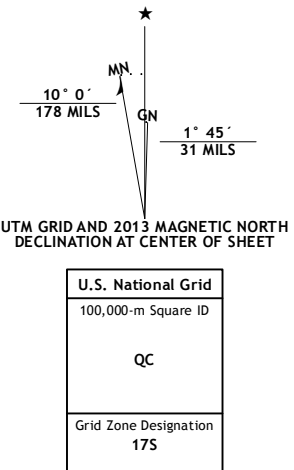 ★
MN
GN
10° 0´
178 MILS
1° 45´
31 MILS
UTM GRID AND 2013 MAGNETIC NORTH
DECLINATION AT CENTER OF SHEET
U.S. National Grid
100,000-m Square ID
QC
Grid Zone Designation
17S